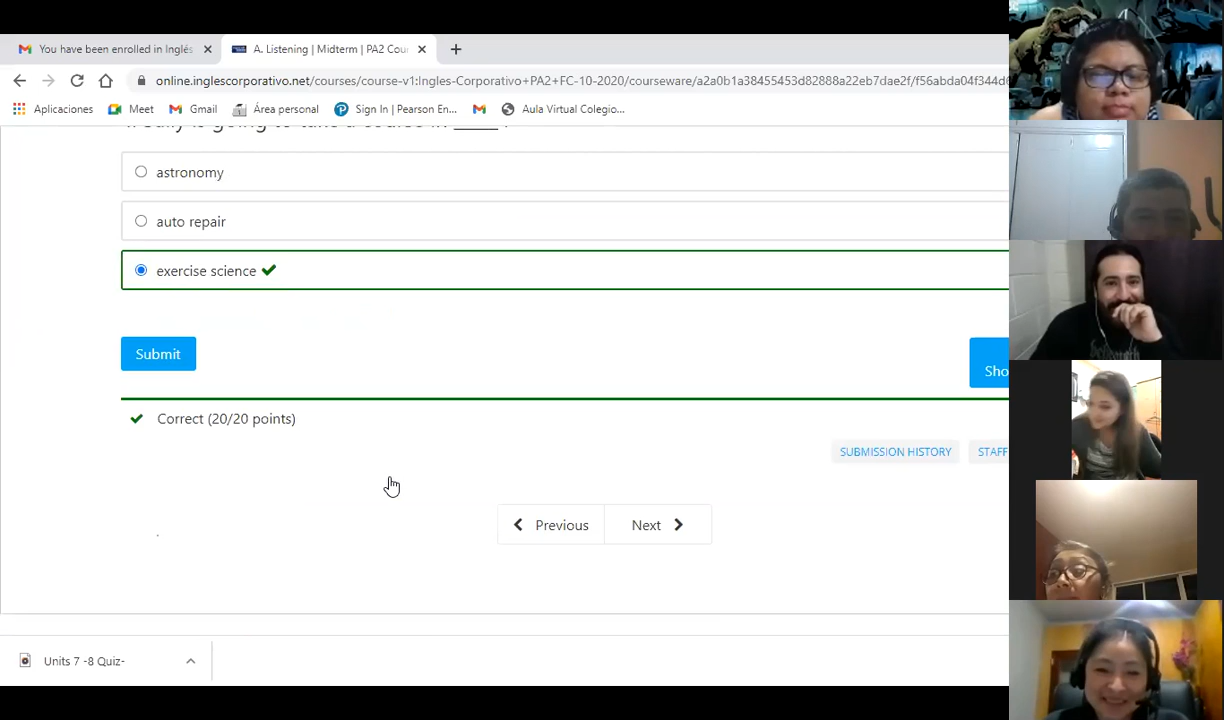 You have been enrolled in Inglés
A. Listening | Midterm | PA2 Cou
online.inglescorporativo.net/courses/course-v1:Ingles-Corporativo+PA2+FC-10-2020/courseware/a2a0b1a38455453d82888a22eb7dae2f/f56abda04f344d
Aplicaciones Meet Gmail Área personal Sign In | Pearson En... Aula Virtual Colegio...
astronomy
auto repair
exercise science
Submit
Sho
Correct (20/20 points)
SUBMISSION HISTORY STAFF
Previous Next
Units 7 -8 Quiz-